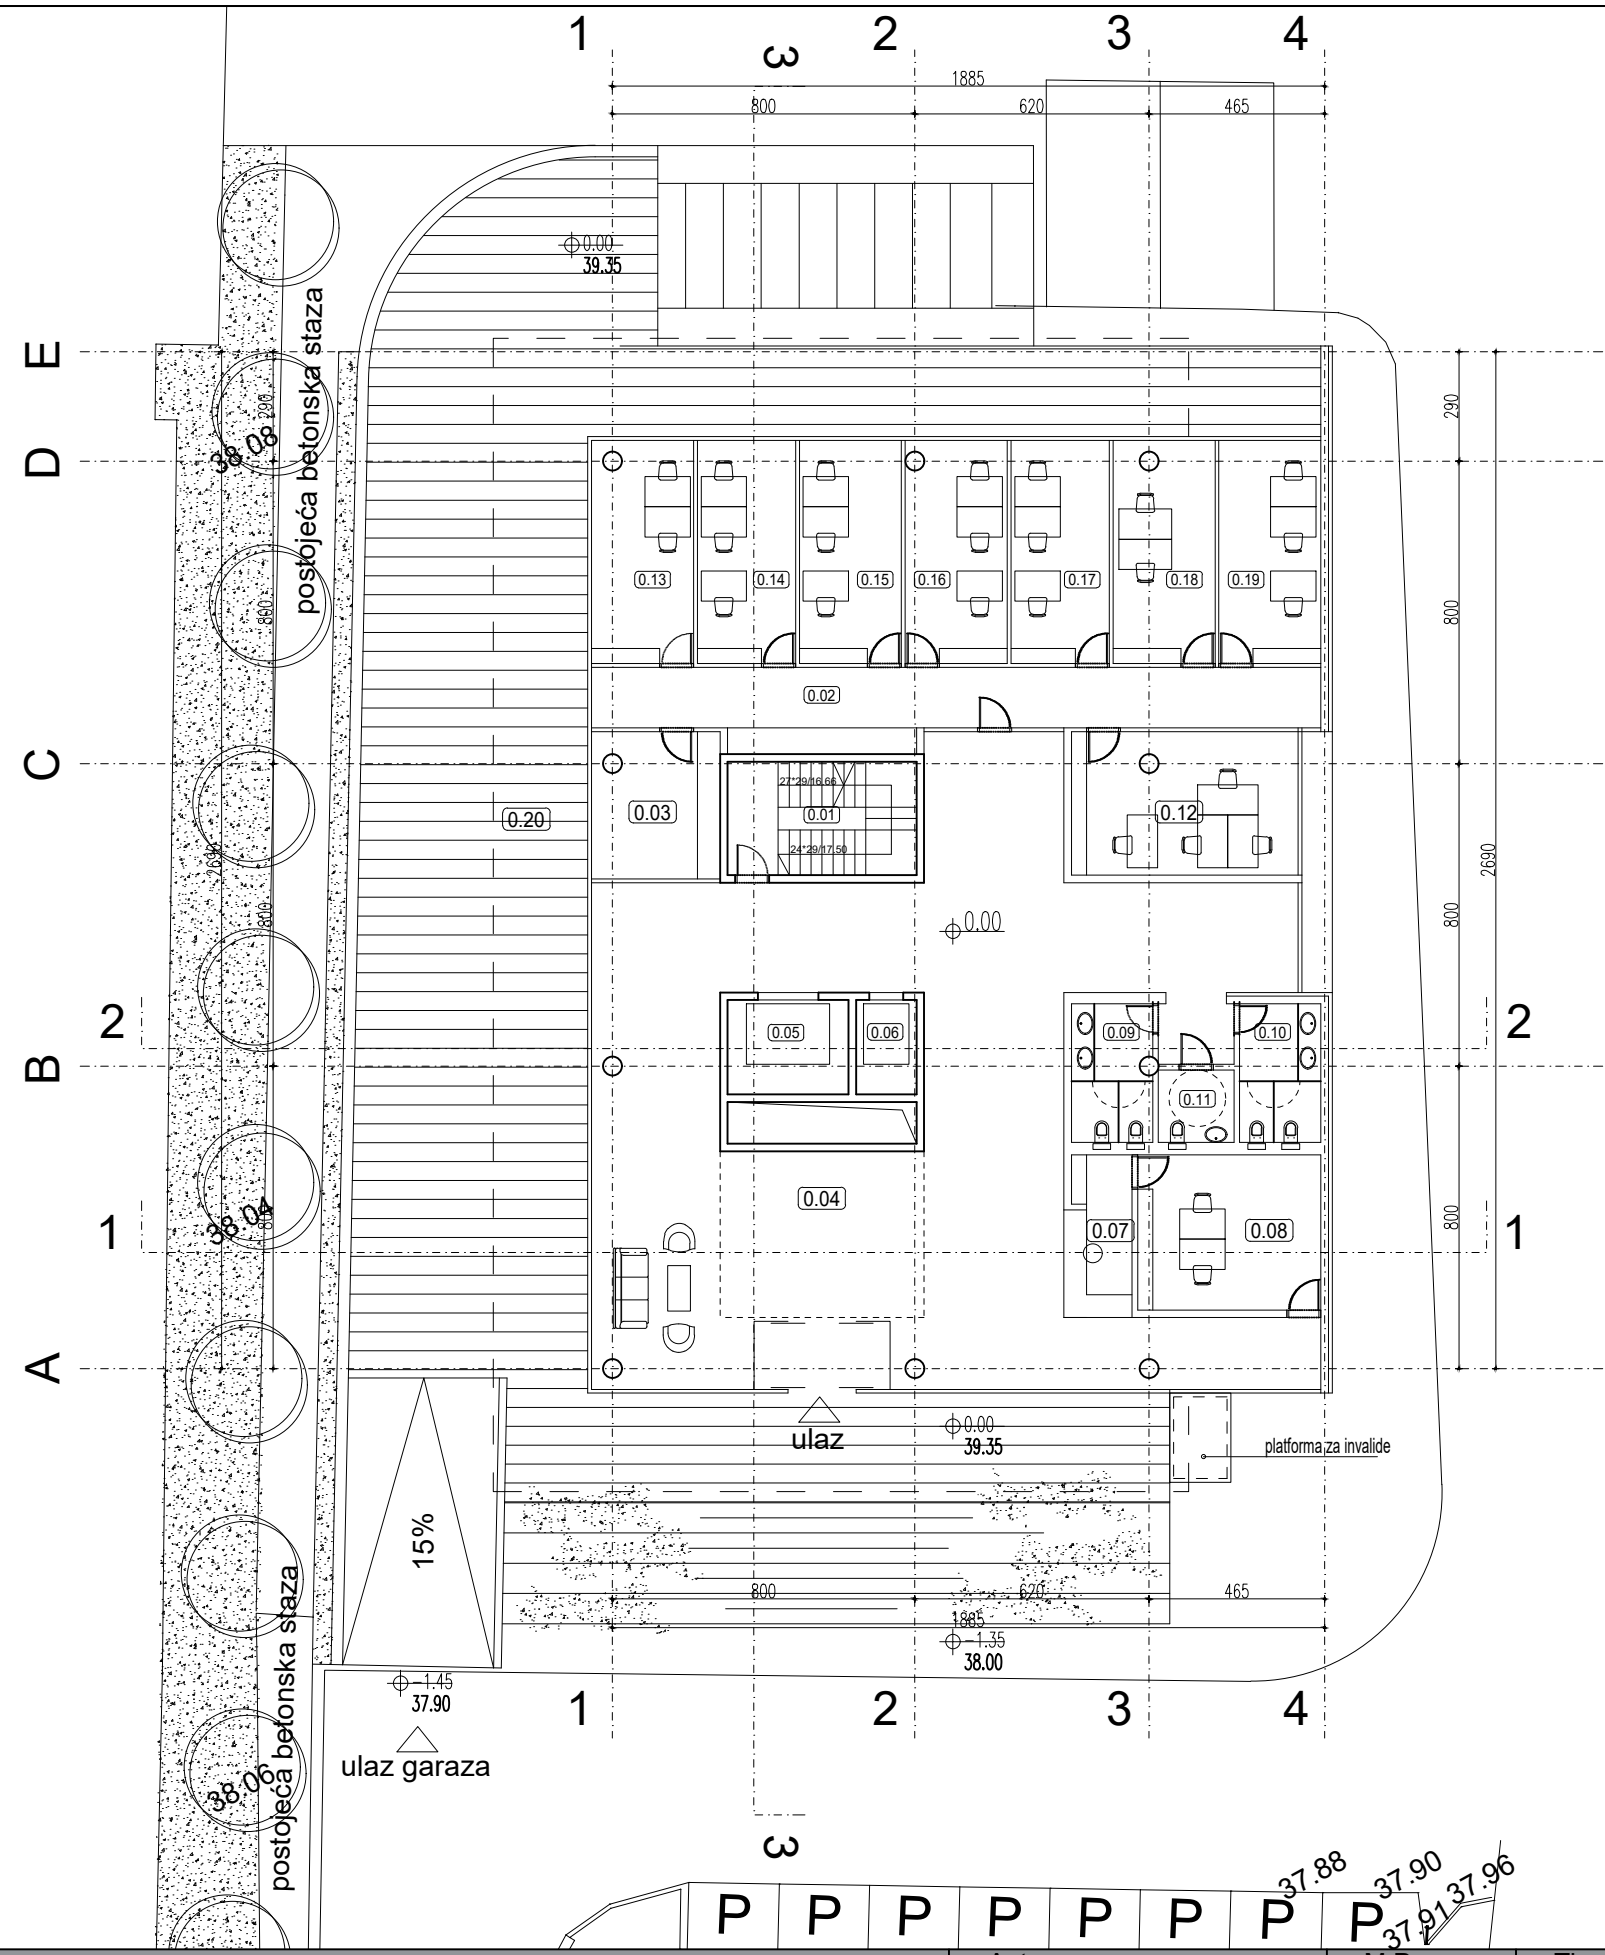 1 2 3 4
3
1885
800 620 465
0.00
39.35
postojeća betonska staza
E
290 290
38.08
D
800 800
0.13 0.14 0.15 0.16 0.17 0.18 0.19
0.02
C
27*29/16.66
0.20 0.03 0.01 0.12
24*29/17.50
2690 2690
800 800
0.00
2 2
0.05 0.06 0.09 0.10
B
0.11
0.04
38.04
800 800
1 1
0.07 0.08
A
0.00
39.35
ulaz
platforma za invalide
15%
800 620 465
1885
-1.35
38.00
postojeća betonska staza
-1.45
37.90
1 2 3 4
ulaz garaza
38.06
3
37.88 37.90 37.96
P P P P P P P P
37.91